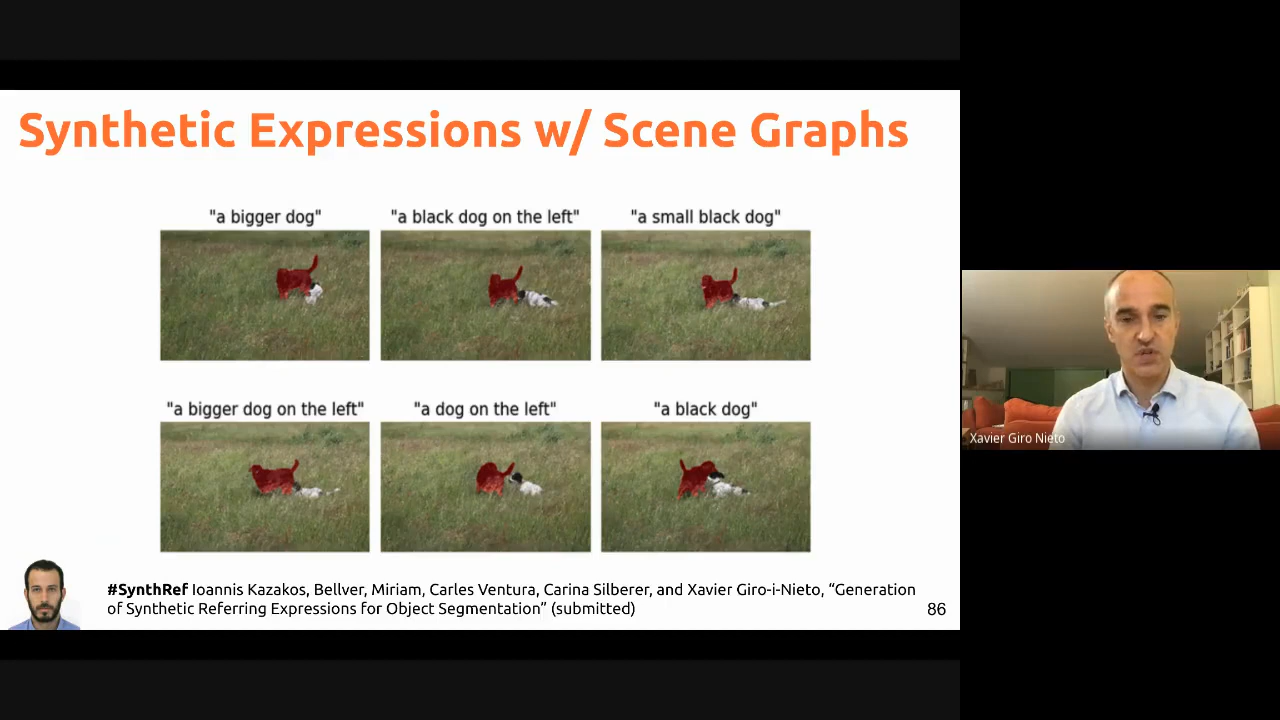 Synthetic Expressions w/ Scene Graphs
"a bigger dog"
"a black dog on the left"
"a small black dog"
"a bigger dog on the left"
"a dog on the left"
"a black dog"
#SynthRef Ioannis Kazakos, Bellver, Miriam, Carles Ventura, Carina Silberer, and Xavier Giro-i-Nieto, “Generation
of Synthetic Referring Expressions for Object Segmentation” (submitted)
86
Xavier Giro Nieto